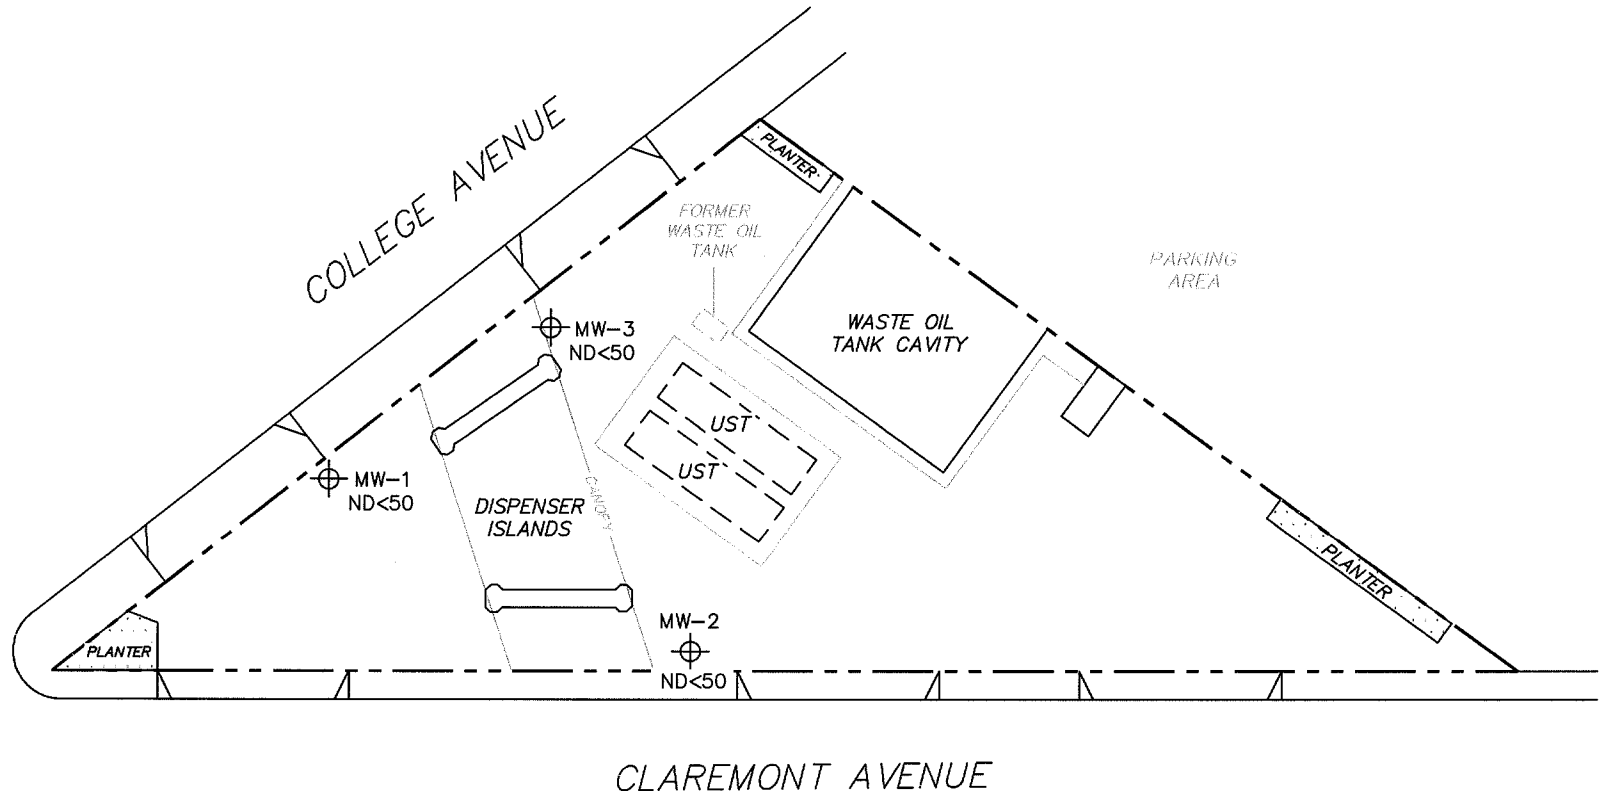 COLLEGE AVENUE
PLANTER
FORMER
WASTE OIL
TANK
PARKING
AREA
MW-3
ND<50
WASTE OIL
TANK CAVITY
UST
UST
MW-1
ND<50
CANOPY
DISPENSER
ISLANDS
PLANTER
MW-2
ND<50
PLANTER
CLAREMONT AVENUE